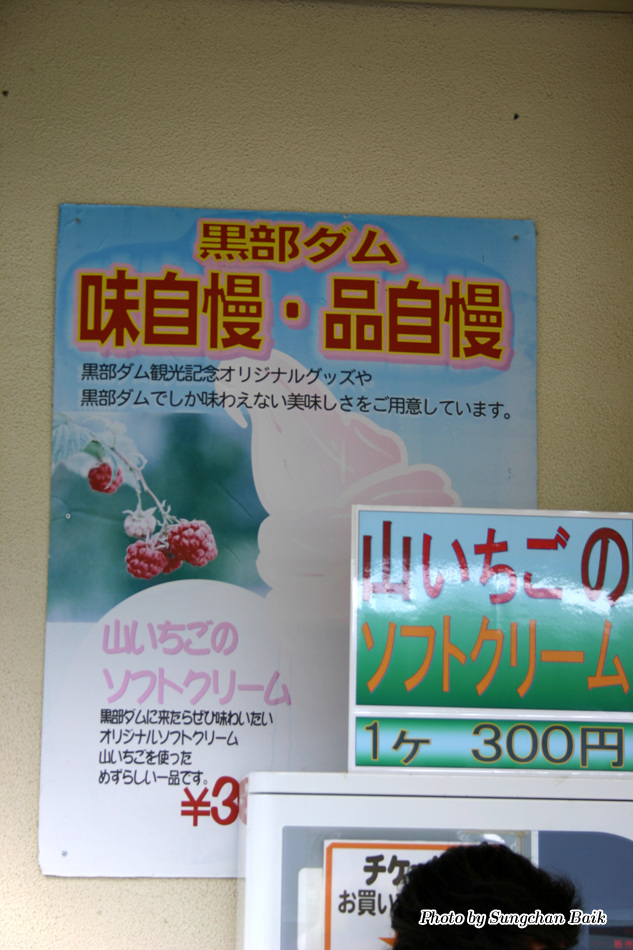 黒部ダム
味自慢・品自慢
黒部ダム観光記念オリジナルグッズや
黒部ダムでしか味わえない美味しさをご用意しています。
山いちごの
ソフトクリーム
黒部ダムに来たらぜひ味わいたい
オリジナルソフトクリーム
山いちごを使った
めずらしい一品です。
¥3
山いちごの
ソフトクリーム
1ヶ 300円
チケ
お買い
Photo by Sungchan Baik